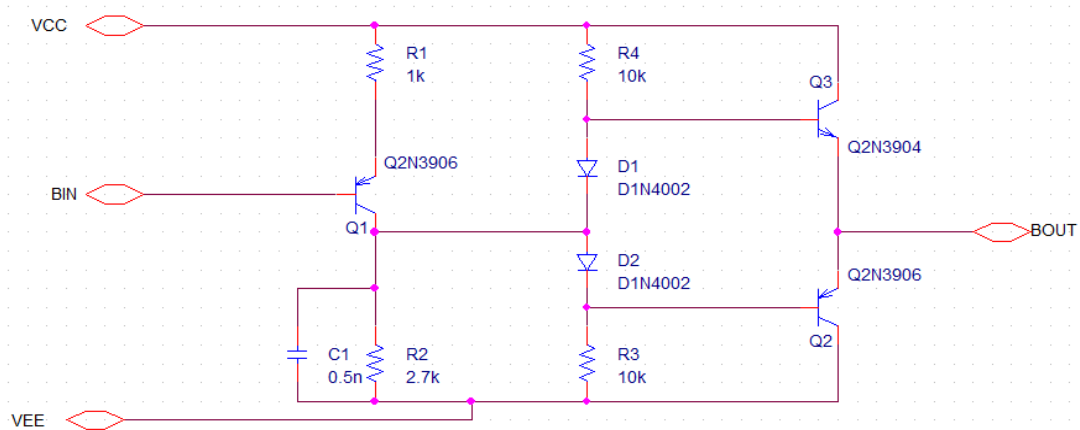 VCC
R1
1k
R4
10k
Q3
Q2N3904
Q2N3906
BIN
Q1
D1
D1N4002
BOUT
D2
D1N4002
Q2N3906
Q2
C1
0.5n
R2
2.7k
R3
10k
VEE